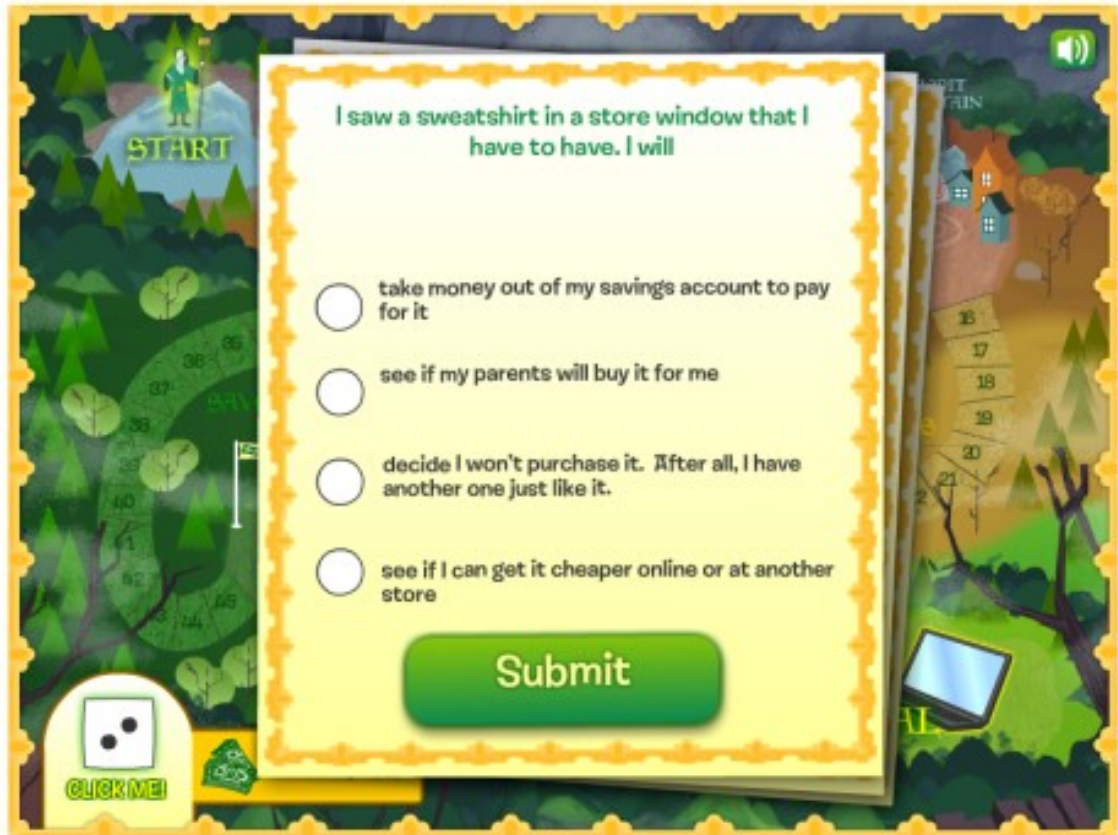 START
I saw a sweatshirt in a store window that I
have to have. I will
take money out of my savings account to pay
for it
see if my parents will buy it for me
decide I won't purchase it. After all, I have
another one just like it.
see if I can get it cheaper online or at another
store
Submit
CLICK ME!
35
36
37
38
39
40
42
44
45
16
17
18
19
20
21